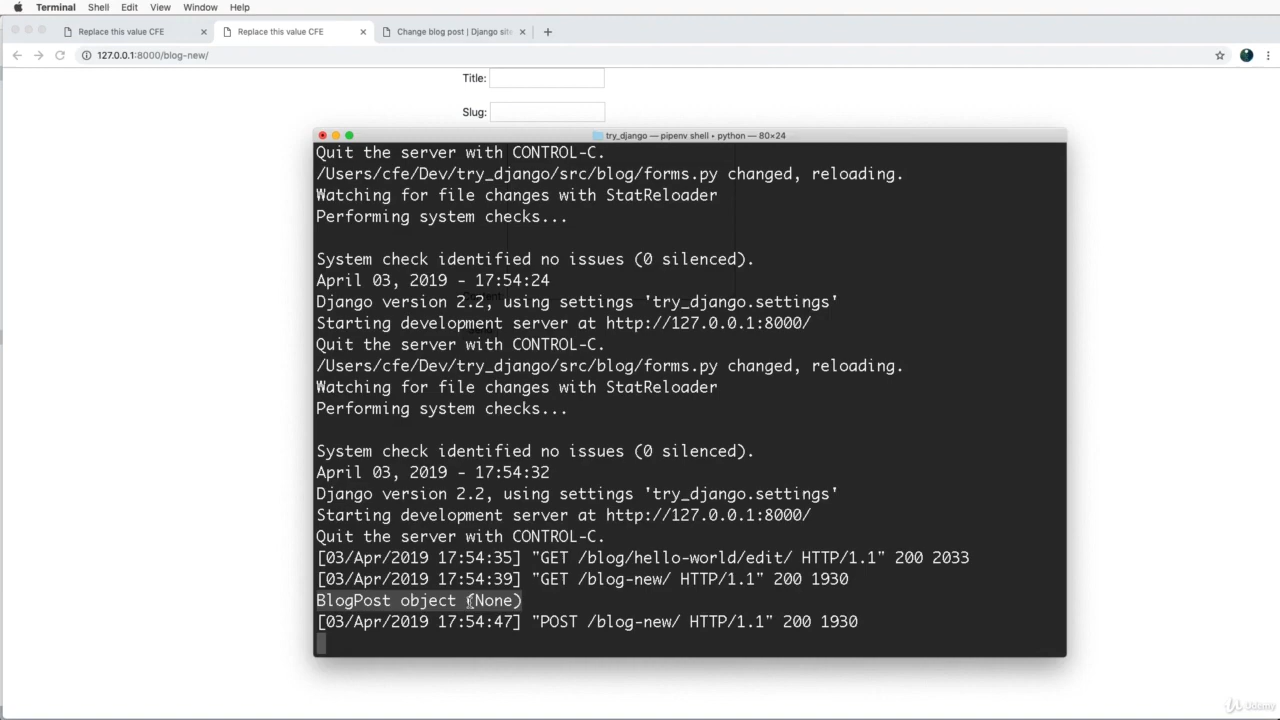 Terminal Shell Edit View Window Help
Replace this value CFE
Replace this value CFE
Change blog post | Django site
127.0.0.1:8000/blog-new/
Title:
Slug:
try_django — pipenv shell • python — 80×24
Quit the server with CONTROL-C.
/Users/cfe/Dev/try_django/src/blog/forms.py changed, reloading.
Watching for file changes with StatReloader
Performing system checks...
System check identified no issues (0 silenced).
April 03, 2019 - 17:54:24
Django version 2.2, using settings 'try_django.settings'
Starting development server at http://127.0.0.1:8000/
Quit the server with CONTROL-C.
/Users/cfe/Dev/try_django/src/blog/forms.py changed, reloading.
Watching for file changes with StatReloader
Performing system checks...
System check identified no issues (0 silenced).
April 03, 2019 - 17:54:32
Django version 2.2, using settings 'try_django.settings'
Starting development server at http://127.0.0.1:8000/
Quit the server with CONTROL-C.
[03/Apr/2019 17:54:35] "GET /blog/hello-world/edit/ HTTP/1.1" 200 2033
[03/Apr/2019 17:54:39] "GET /blog-new/ HTTP/1.1" 200 1930
BlogPost object (None)
[03/Apr/2019 17:54:47] "POST /blog-new/ HTTP/1.1" 200 1930
Udemy